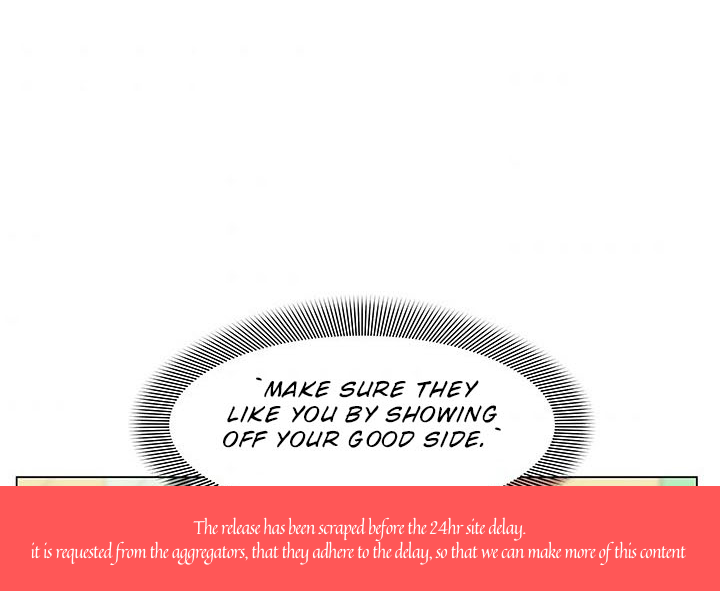 `MAKE SURE THEY
LIKE YOU BY SHOWING
OFF YOUR GOOD SIDE.`
The release has been scraped before the 24hr site delay.
it is requested from the aggregators, that they adhere to the delay, so that we can make more of this content